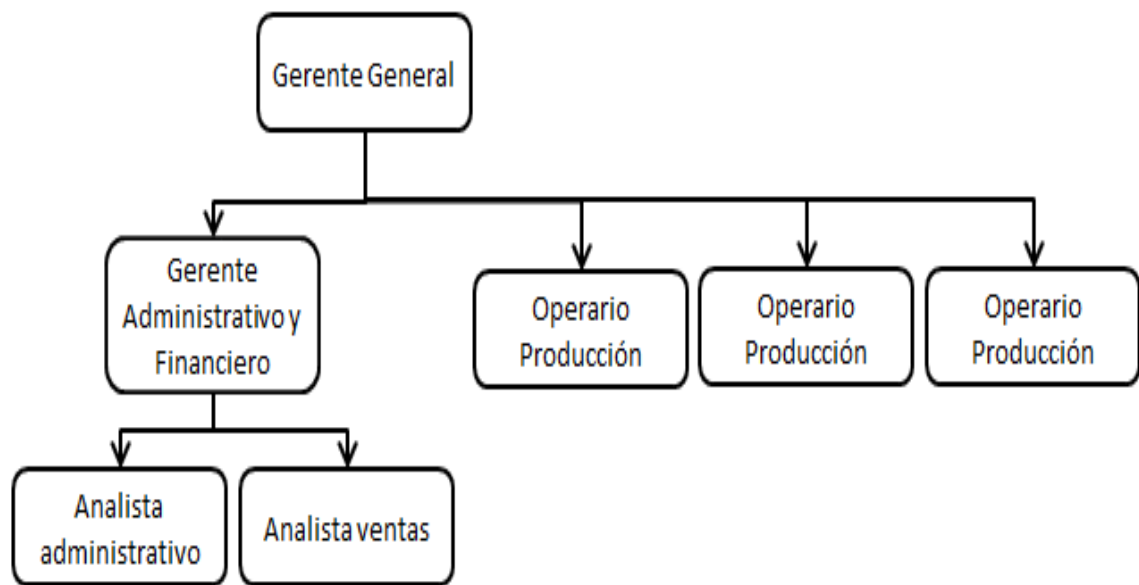 Gerente General
Gerente
Administrativo y
Financiero
Operario
Producción
Operario
Producción
Operario
Producción
Analista
administrativo
Analista ventas